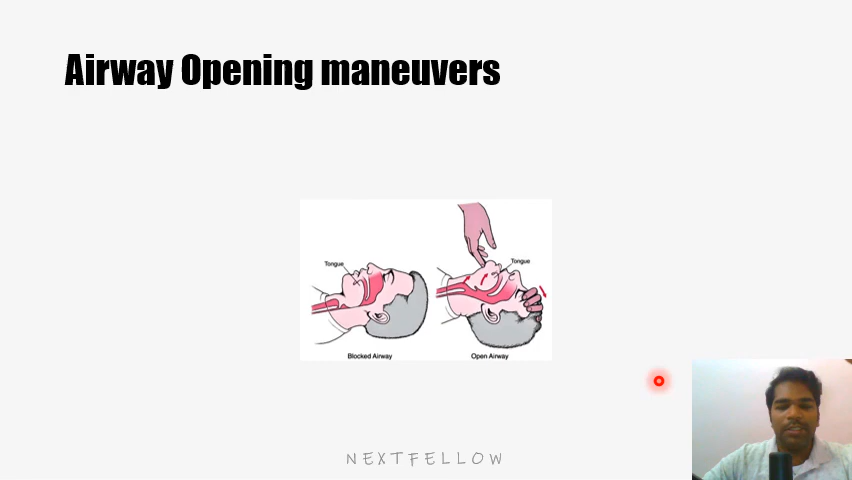 Airway Opening maneuvers
Tongue
Tongue
Blocked Airway
Open Airway
NEXTFELLOW